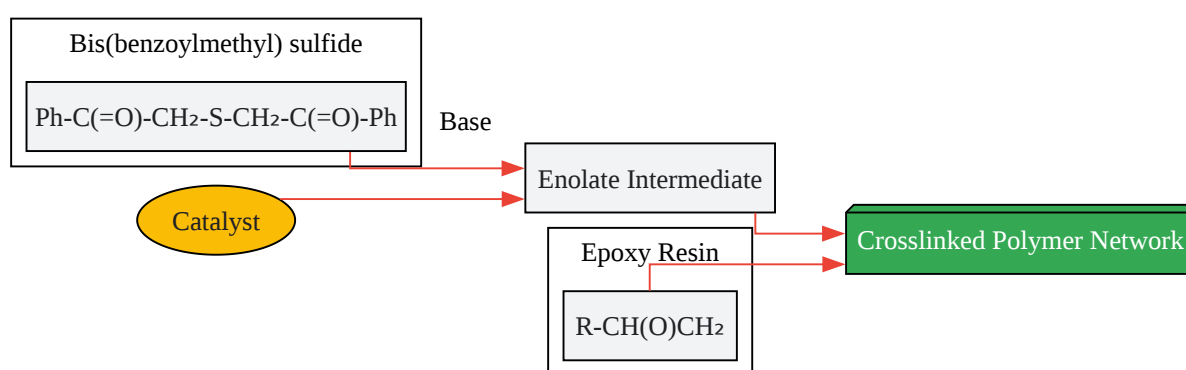 Bis(benzoylmethyl) sulfide
Ph-C(=O)-CH₂-S-CH₂-C(=O)-Ph
Base
Enolate Intermediate
Catalyst
Crosslinked Polymer Network
Epoxy Resin
R-CH(O)CH₂